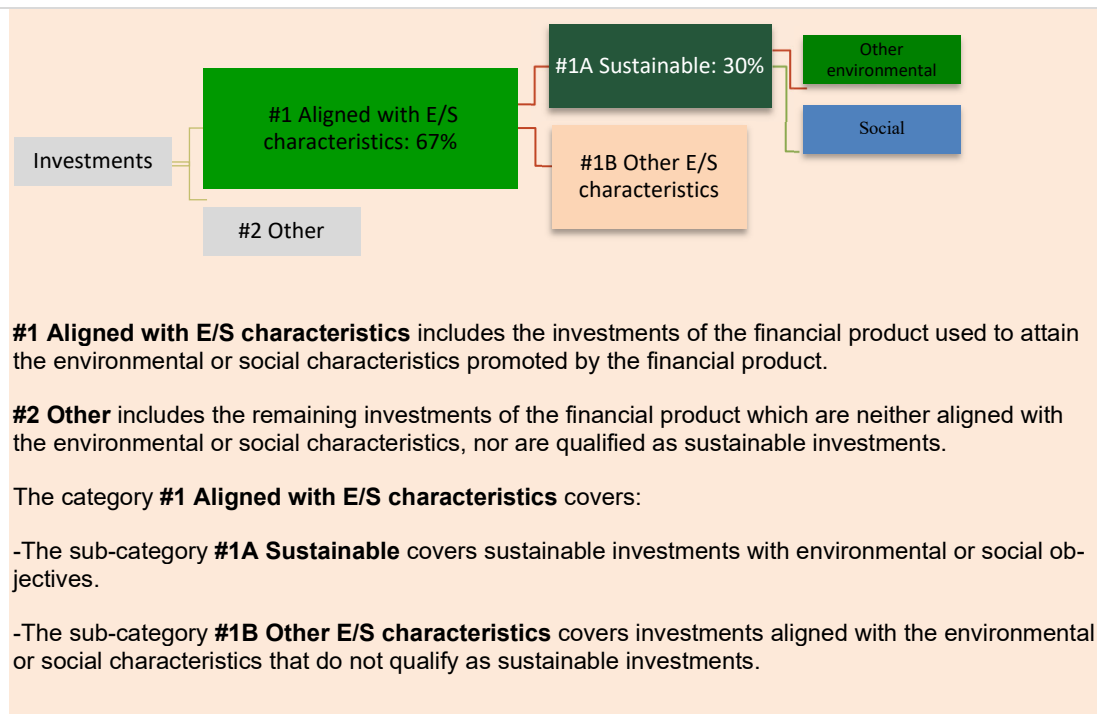 Investments
#1 Aligned with E/S
characteristics: 67%
#2 Other
#1A Sustainable: 30%
#1B Other E/S
characteristics
Other
environmental
Social
#1 Aligned with E/S characteristics includes the investments of the financial product used to attain
the environmental or social characteristics promoted by the financial product.
#2 Other includes the remaining investments of the financial product which are neither aligned with
the environmental or social characteristics, nor are qualified as sustainable investments.
The category #1 Aligned with E/S characteristics covers:
-The sub-category #1A Sustainable covers sustainable investments with environmental or social ob-
jectives.
-The sub-category #1B Other E/S characteristics covers investments aligned with the environmental
or social characteristics that do not qualify as sustainable investments.